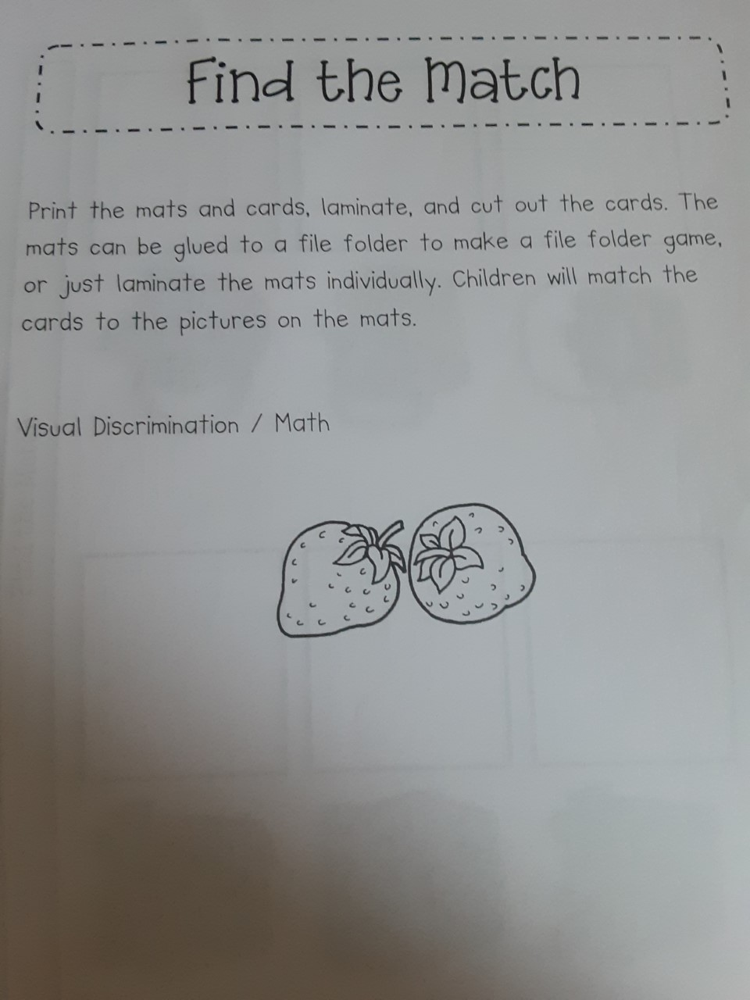 Find the Match
Print the mats and cards, laminate, and cut out the cards. The
mats can be glued to a file folder to make a file folder game,
or just laminate the mats individually. Children will match the
cards to the pictures on the mats.
Visual Discrimination / Math